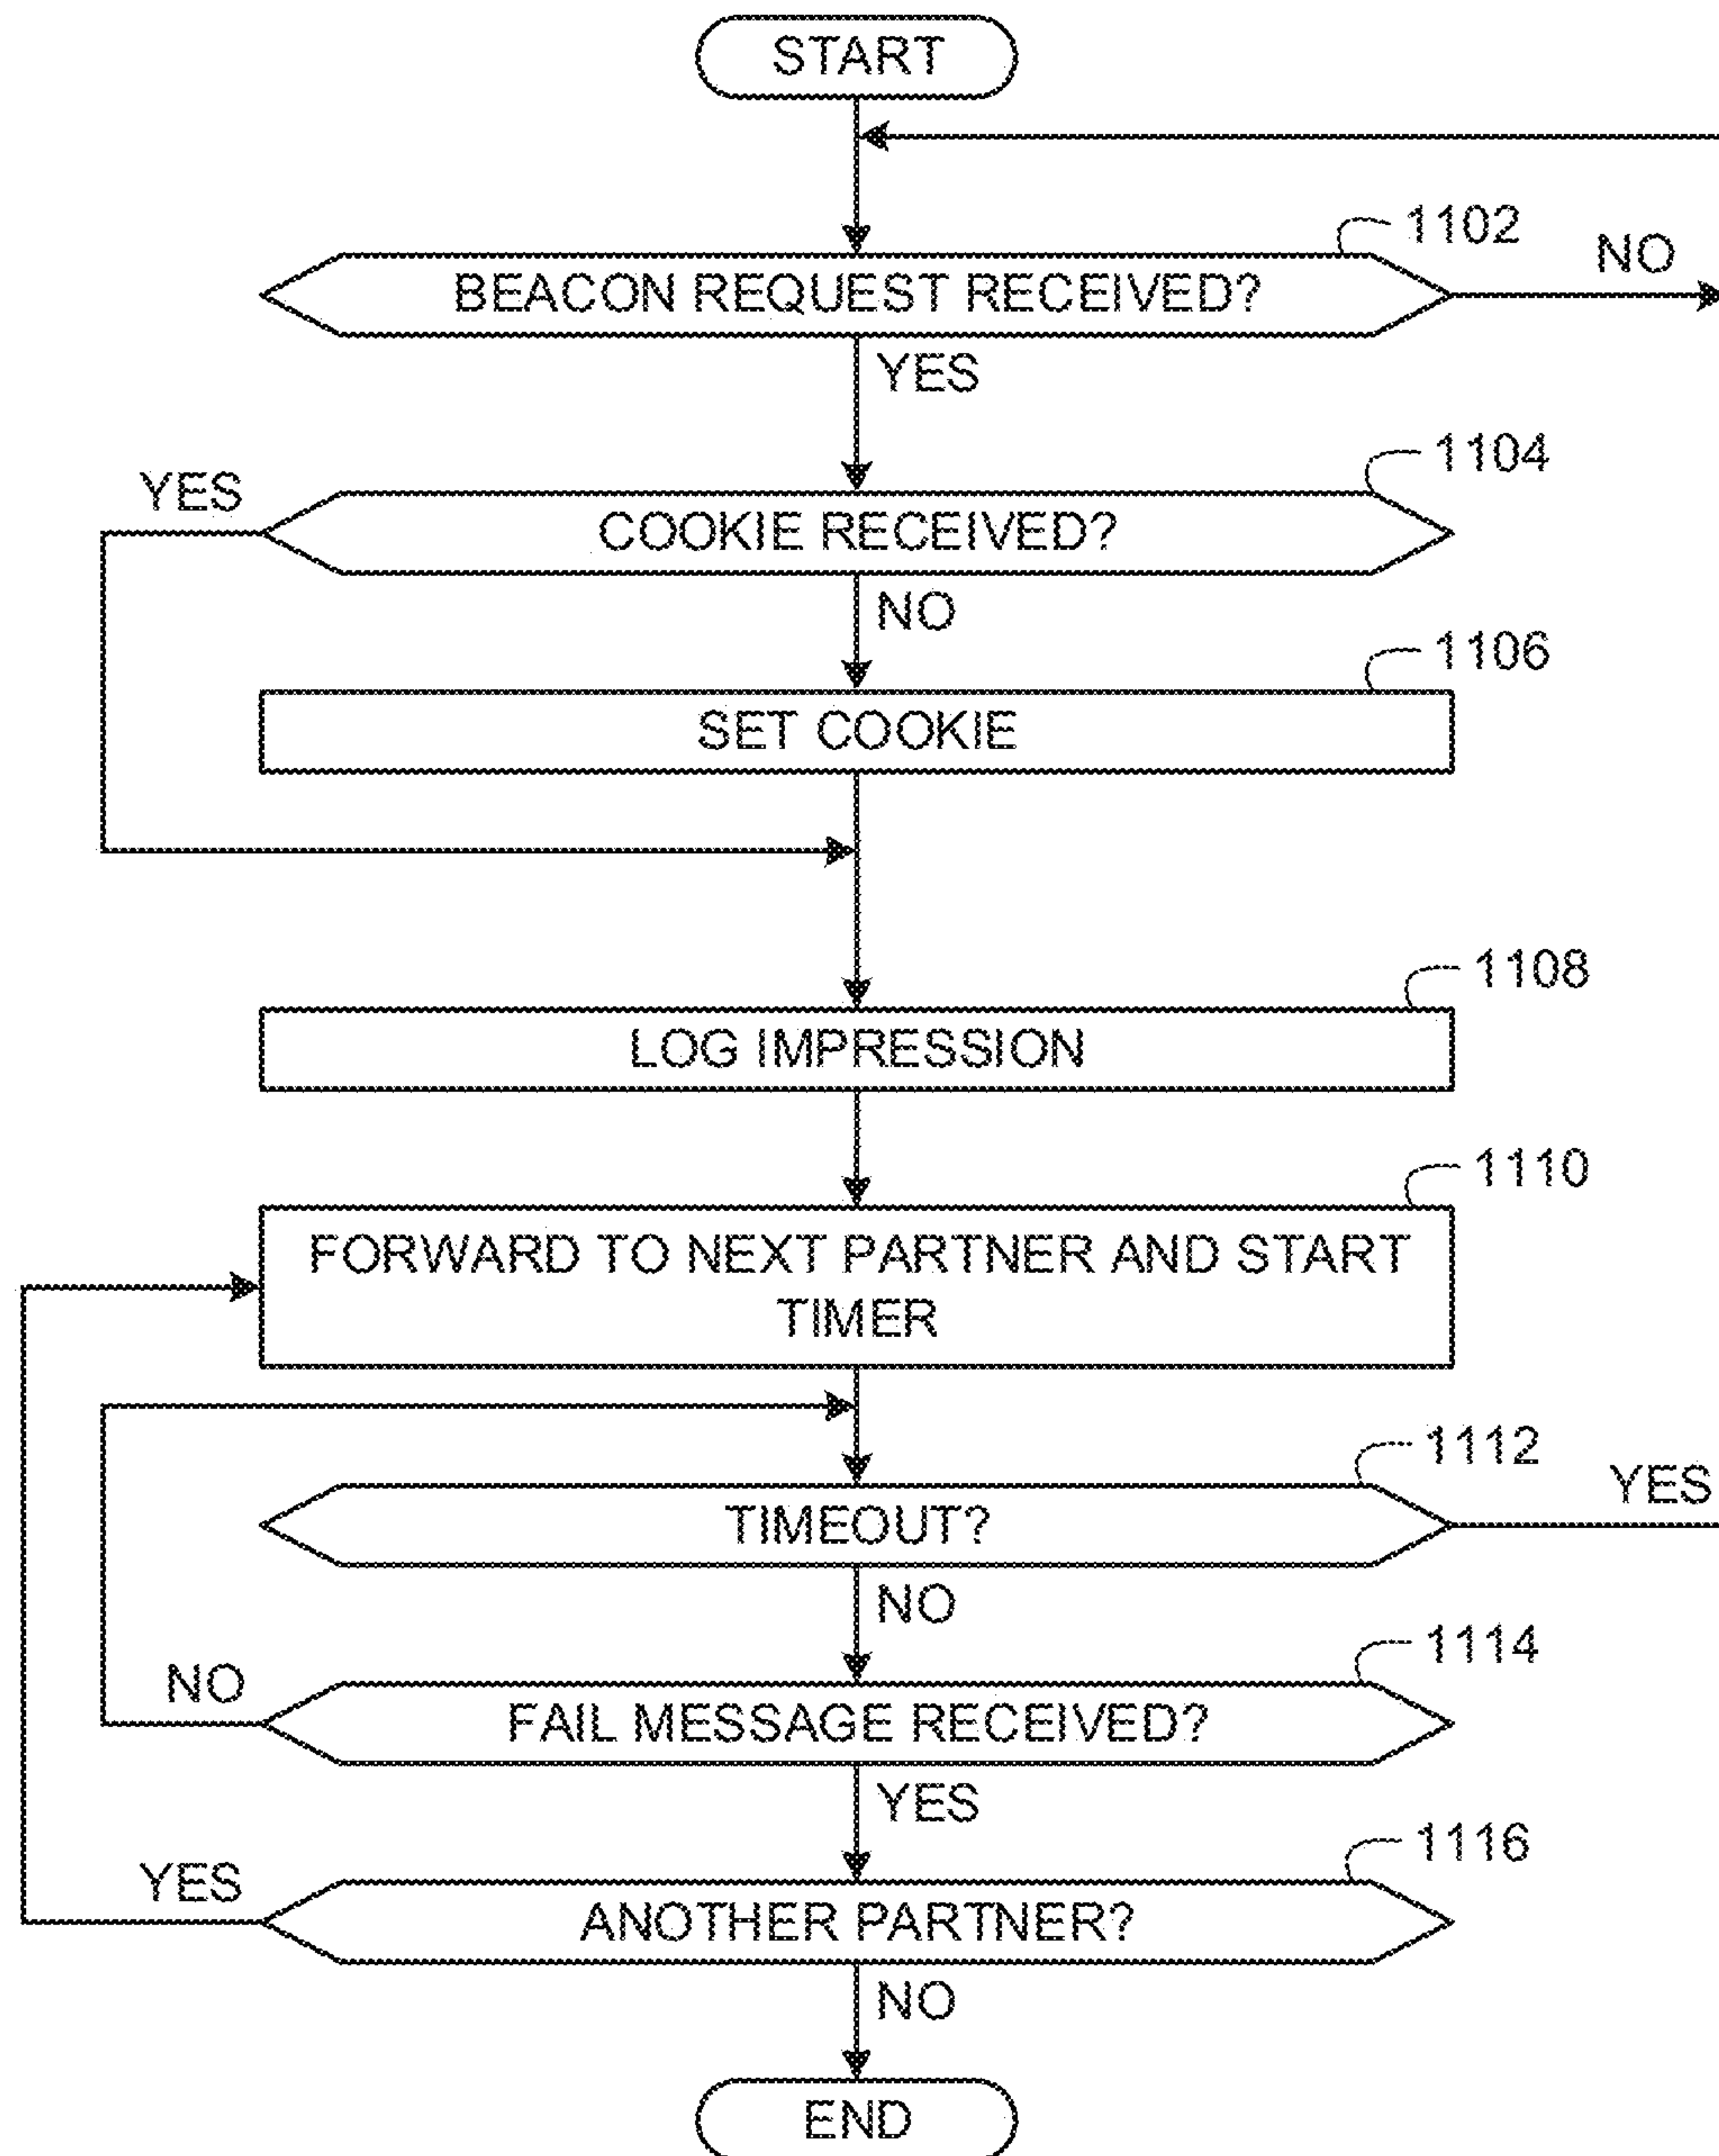 START
1102
NO
BEACON REQUEST RECEIVED?
YES
1104
YES
COOKIE RECEIVED?
NO
1106
SET COOKIE
1108
LOG IMPRESSION
1110
FORWARD TO NEXT PARTNER AND START
TIMER
1112
YES
TIMEOUT?
NO
1114
NO
FAIL MESSAGE RECEIVED?
YES
1116
YES
ANOTHER PARTNER?
NO
END